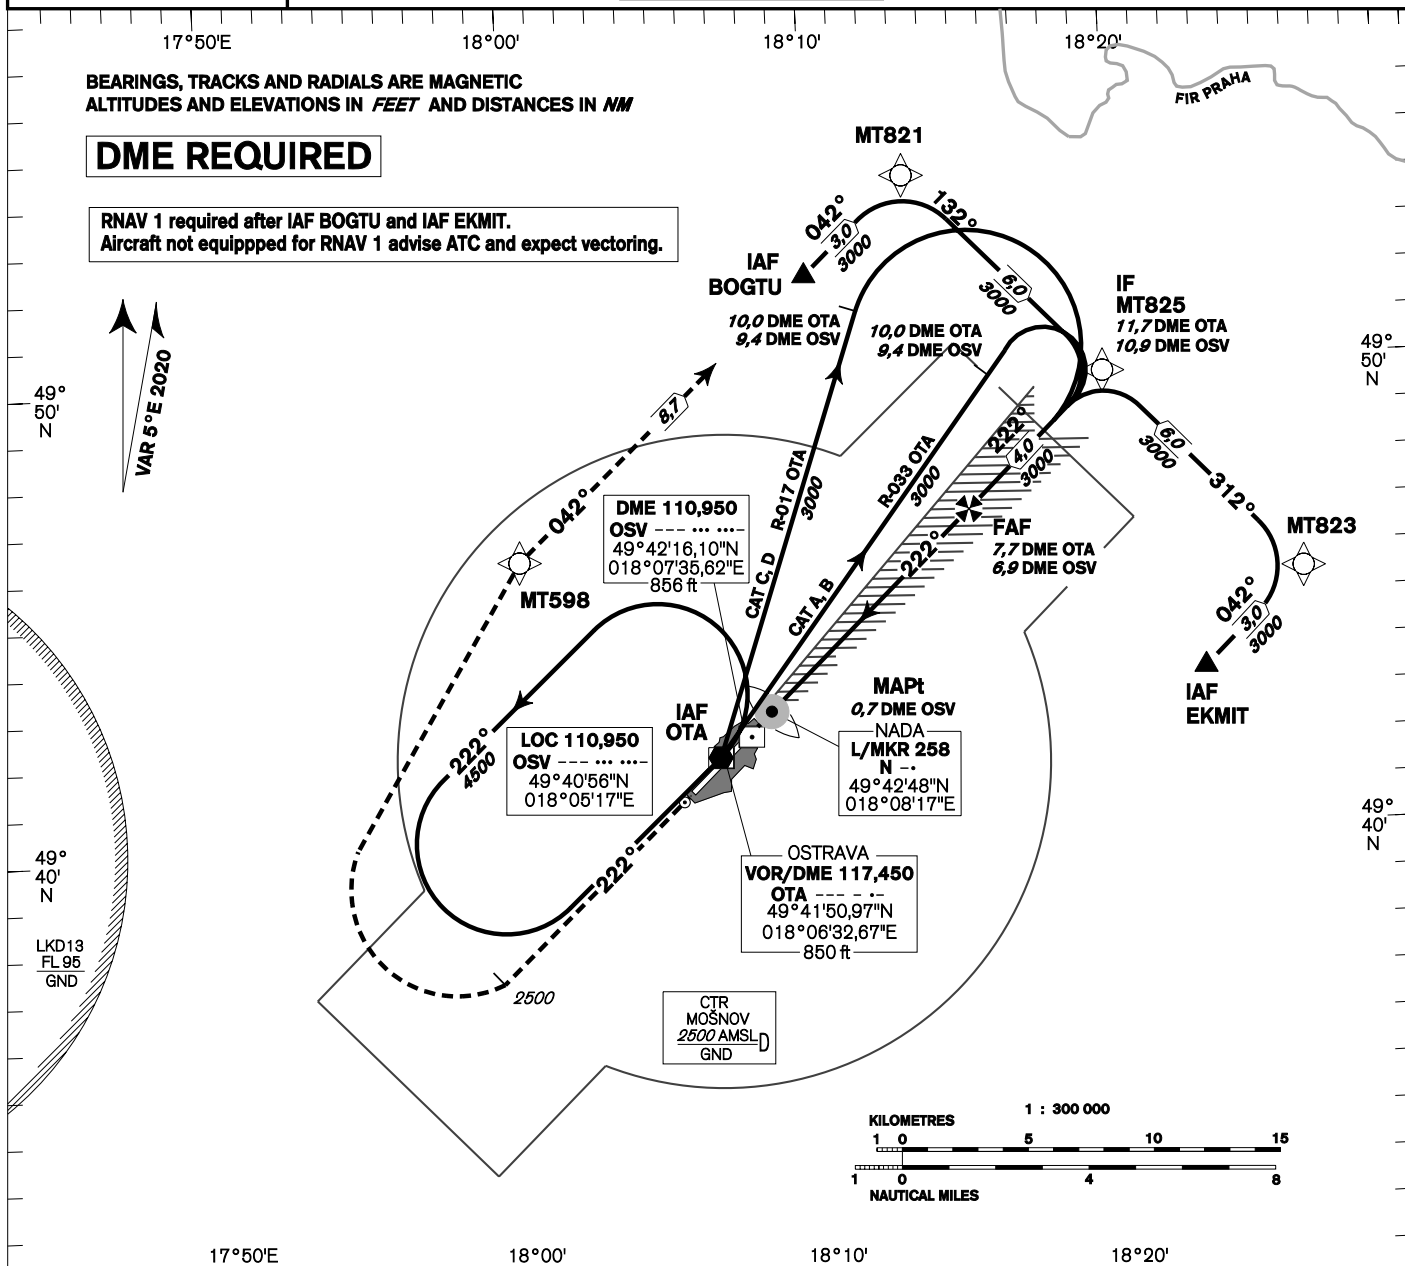 17°50'E
18°00'
18°10'
18°20'
BEARINGS, TRACKS AND RADIALS ARE MAGNETIC
ALTITUDES AND ELEVATIONS IN FEET AND DISTANCES IN NM
DME REQUIRED
RNAV 1 required after IAF BOGTU and IAF EKMIT.
Aircraft not equippped for RNAV 1 advise ATC and expect vectoring.
FIR PRAHA
MT821
042°
3,0
3000
132°
IAF
BOGTU
6,0
3000
IF
MT825
11,7 DME OTA
10,9 DME OSV
10,0 DME OTA
9,4 DME OSV
10,0 DME OTA
9,4 DME OSV
VAR 5°E 2020
49°
50'
N
49°
50'
N
8,7
042°
MT598
R-017 OTA
3000
CAT C, D
R-033 OTA
3000
CAT A, B
222°
4,0
3000
6,0
3000
312°
MT823
042°
3,0
3000
IAF
EKMIT
FAF
7,7 DME OTA
6,9 DME OSV
222°
DME 110,950
OSV --- ··· ···-
49°42'16,10"N
018°07'35,62"E
856 ft
MAPt
0,7 DME OSV
NADA
L/MKR 258
N -·
49°42'48"N
018°08'17"E
IAF
OTA
LOC 110,950
OSV --- ··· ···-
49°40'56"N
018°05'17"E
222°
4500
222°
OSTRAVA
VOR/DME 117,450
OTA --- - ·-
49°41'50,97"N
018°06'32,67"E
850 ft
49°
40'
N
49°
40'
N
LKD13
FL 95
GND
2500
CTR
MOŠNOV
2500 AMSL
GND
D
1 : 300 000
KILOMETRES
1 0 5 10 15
1 0 4 8
NAUTICAL MILES
17°50'E
18°00'
18°10'
18°20'